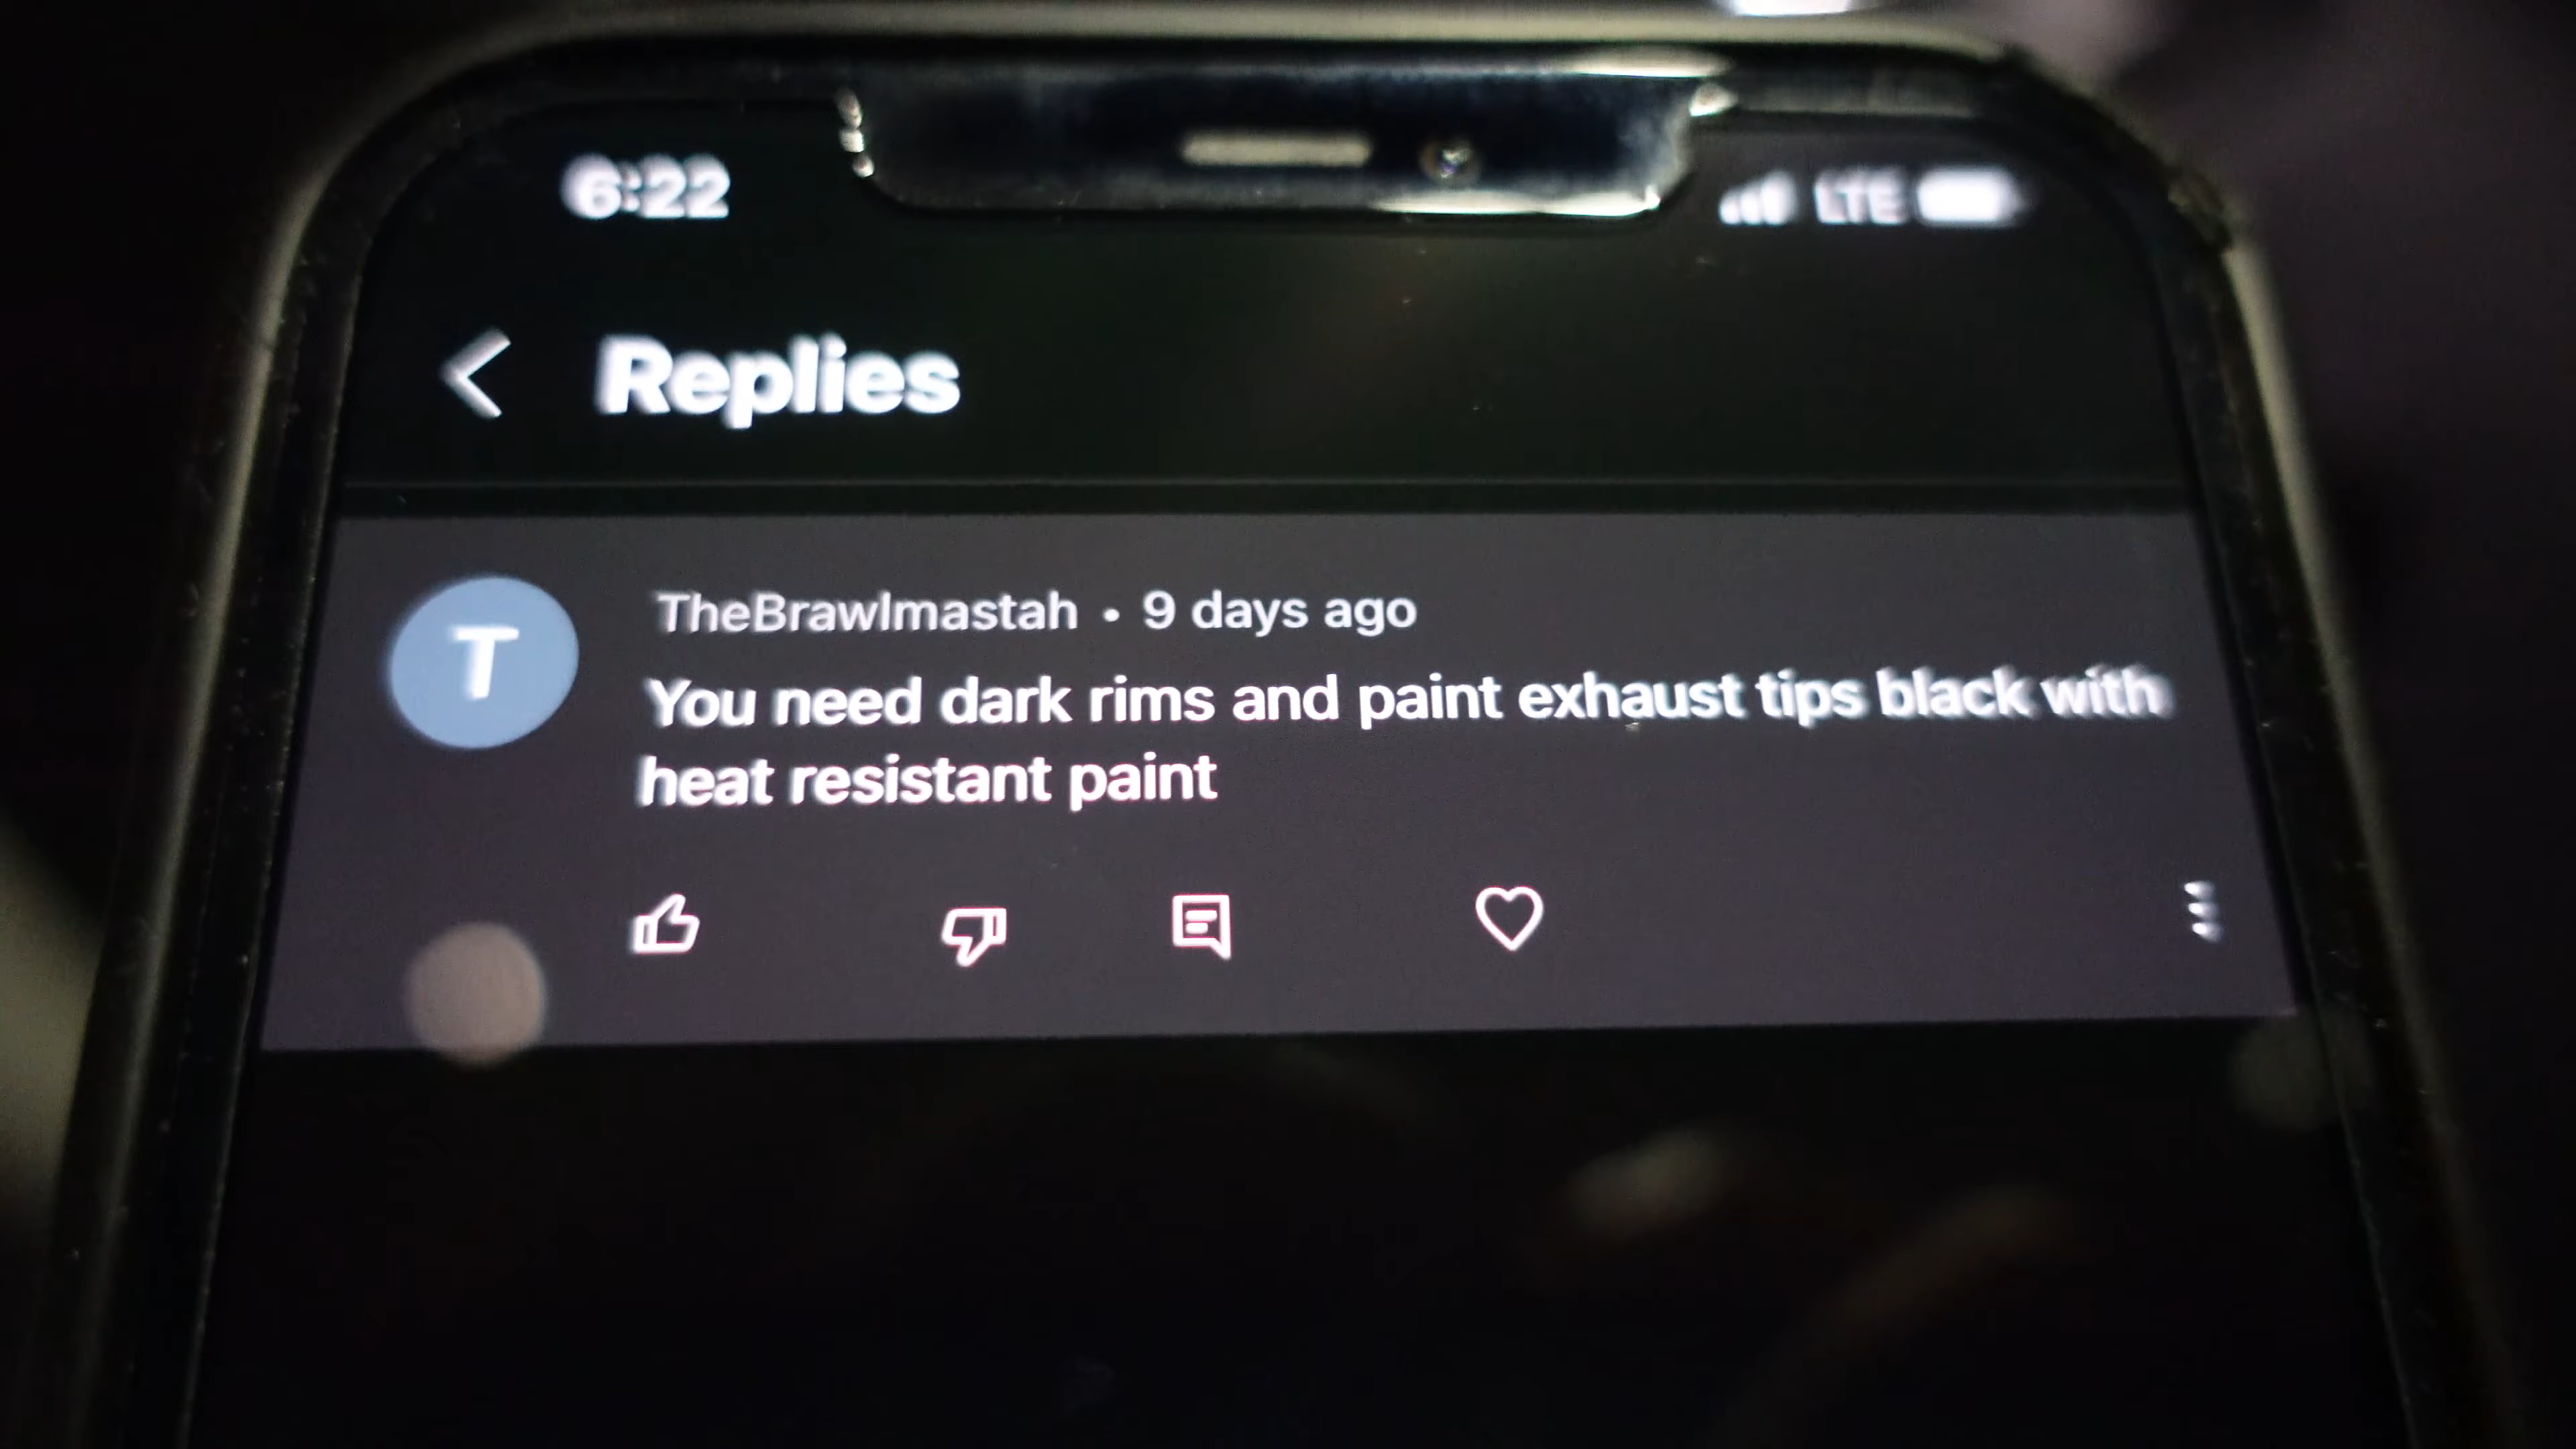 6:22
LTE
Replies
T
TheBrawlmastah • 9 days ago
You need dark rims and paint exhaust tips black with
heat resistant paint